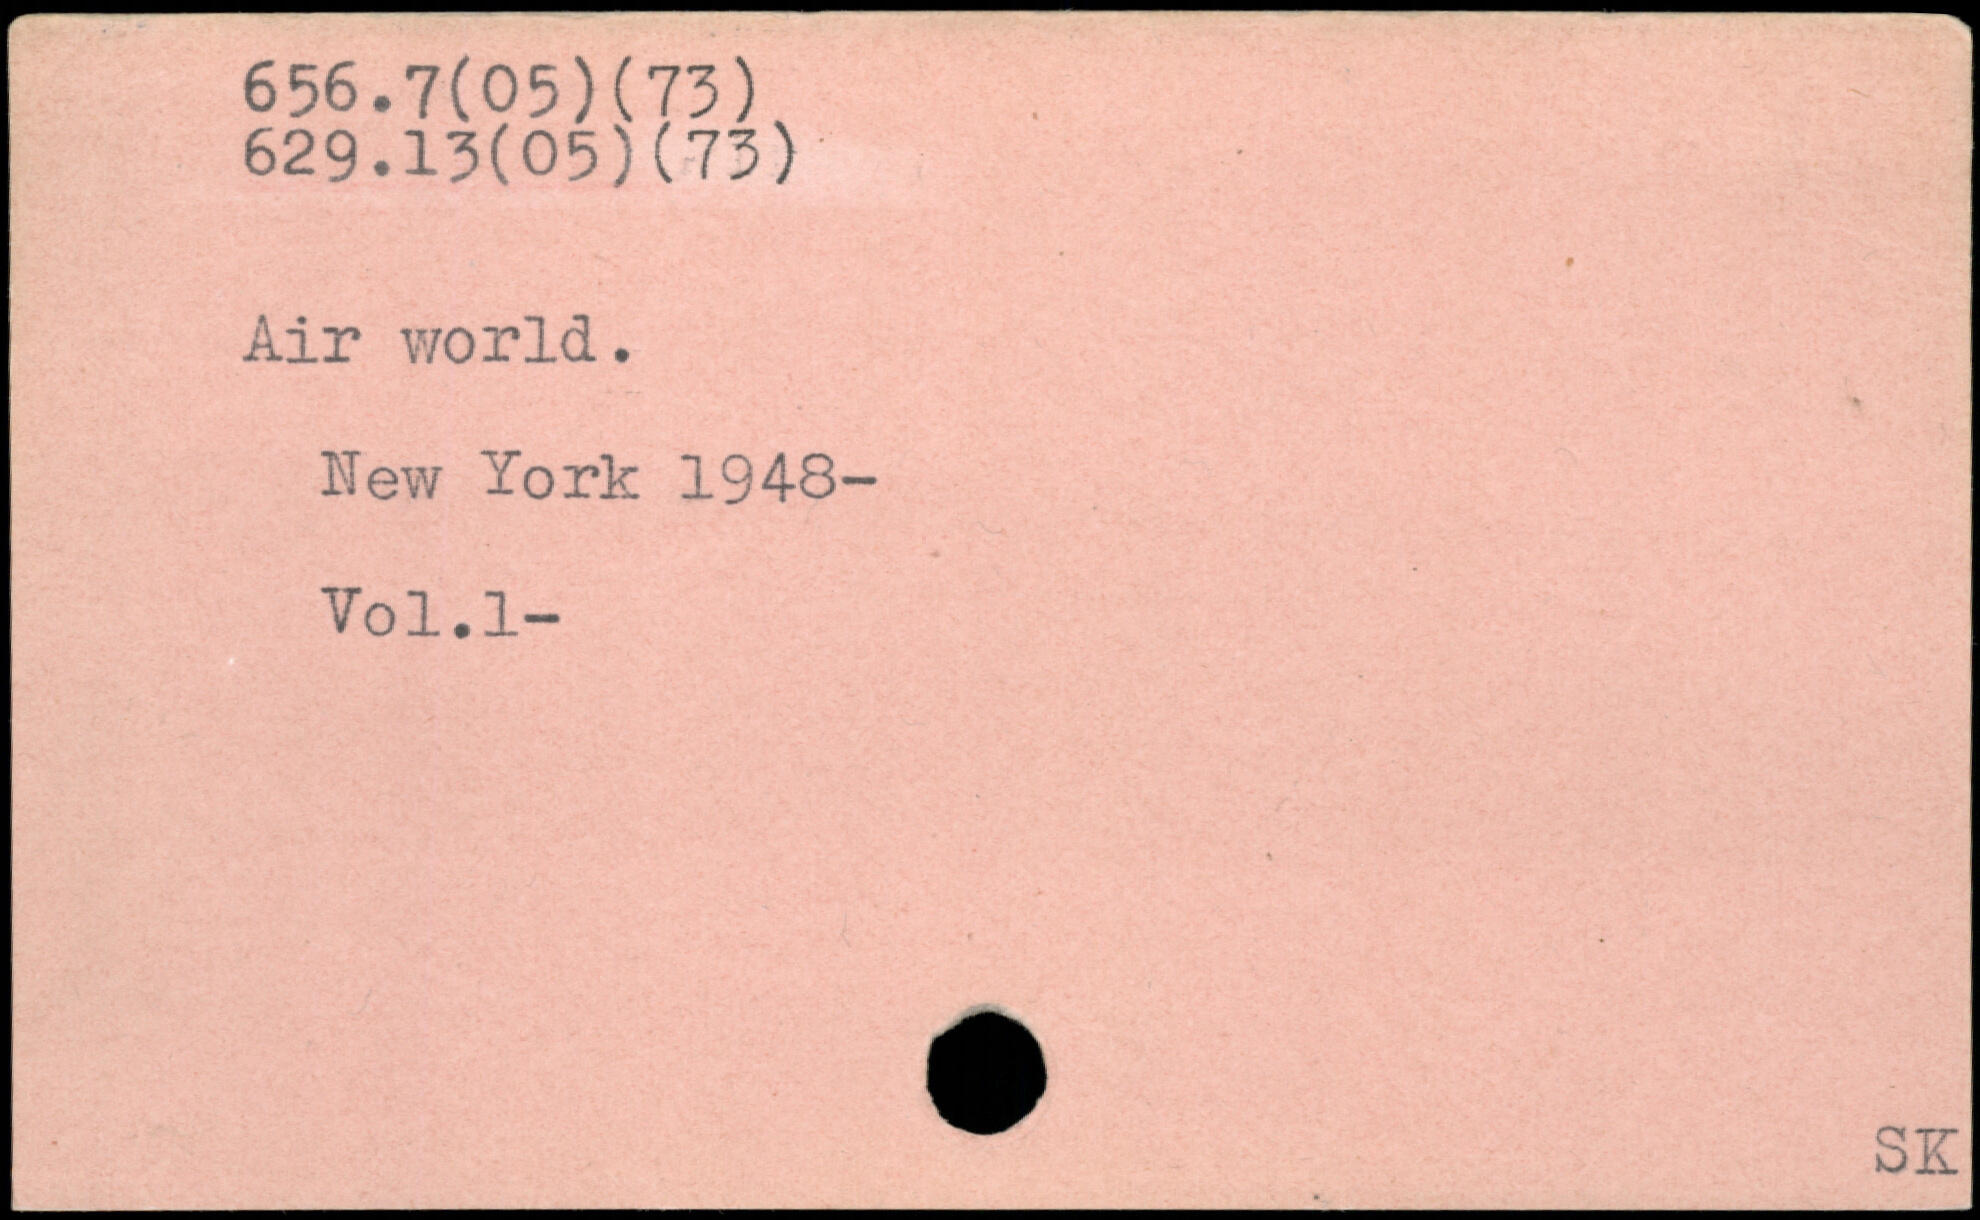 656.7(05)(73)
629.13(05)(73)
Air world.
New York 1948-
Vol.1-
SK